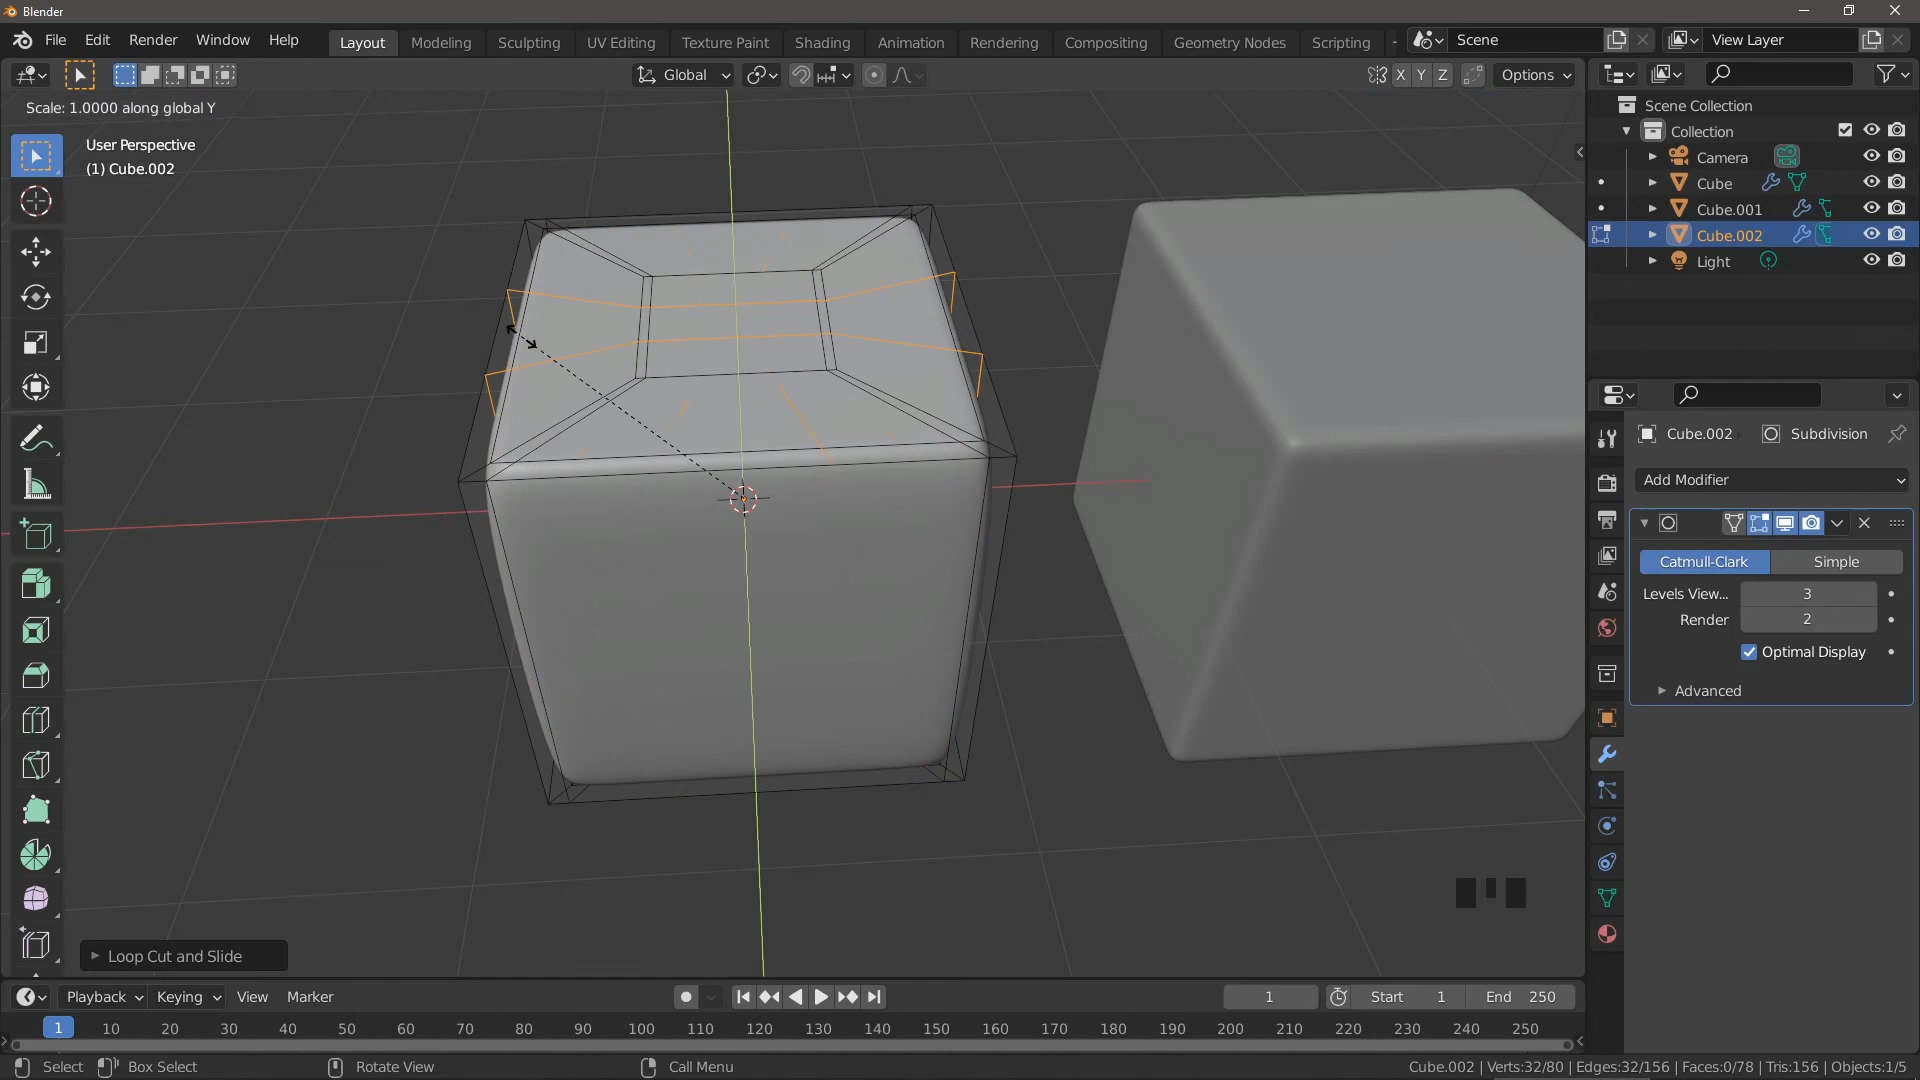 Blender
File Edit Render Window Help
Layout Modeling Sculpting UV Editing Texture Paint Shading Animation Rendering Compositing Geometry Nodes Scripting
Scene
View Layer
Global
X Y Z
Options
Scale: 1.0000 along global Y
User Perspective
(1) Cube.002
Scene Collection
Collection
Camera
Cube
Cube.001
Cube.002
Light
Cube.002 Subdivision
Add Modifier
Catmull-Clark Simple
Levels View... 3
Render 2
Optimal Display
Advanced
Loop Cut and Slide
Playback Keying View Marker
1 Start 1 End 250
1 10 20 30 40 50 60 70 80 90 100 110 120 130 140 150 160 170 180 190 200 210 220 230 240 250
Select Box Select Rotate View Call Menu
Cube.002 | Verts:32/80 | Edges:32/156 | Faces:0/78 | Tris:156 | Objects:1/5